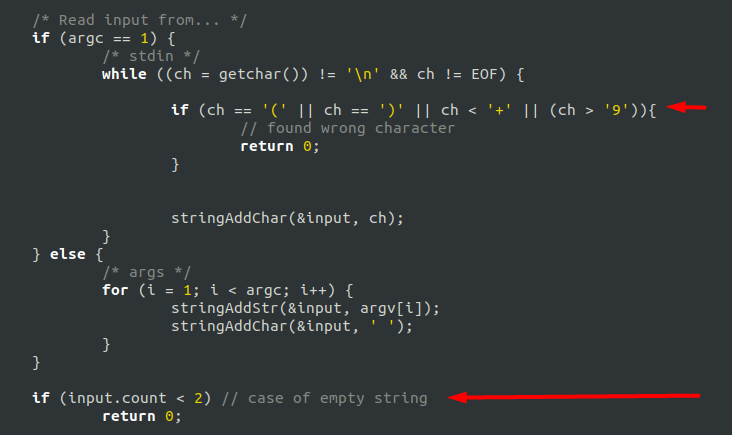 /* Read input from... */
if (argc == 1) {
/* stdin */
while ((ch = getchar()) != '\n' && ch != EOF) {
if (ch == '(' || ch == ')' || ch < '+' || (ch > '9')){
// found wrong character
return 0;
}
stringAddChar(&input, ch);
}
} else {
/* args */
for (i = 1; i < argc; i++) {
stringAddStr(&input, argv[i]);
stringAddChar(&input, ' ');
}
}
if (input.count < 2) // case of empty string
return 0;